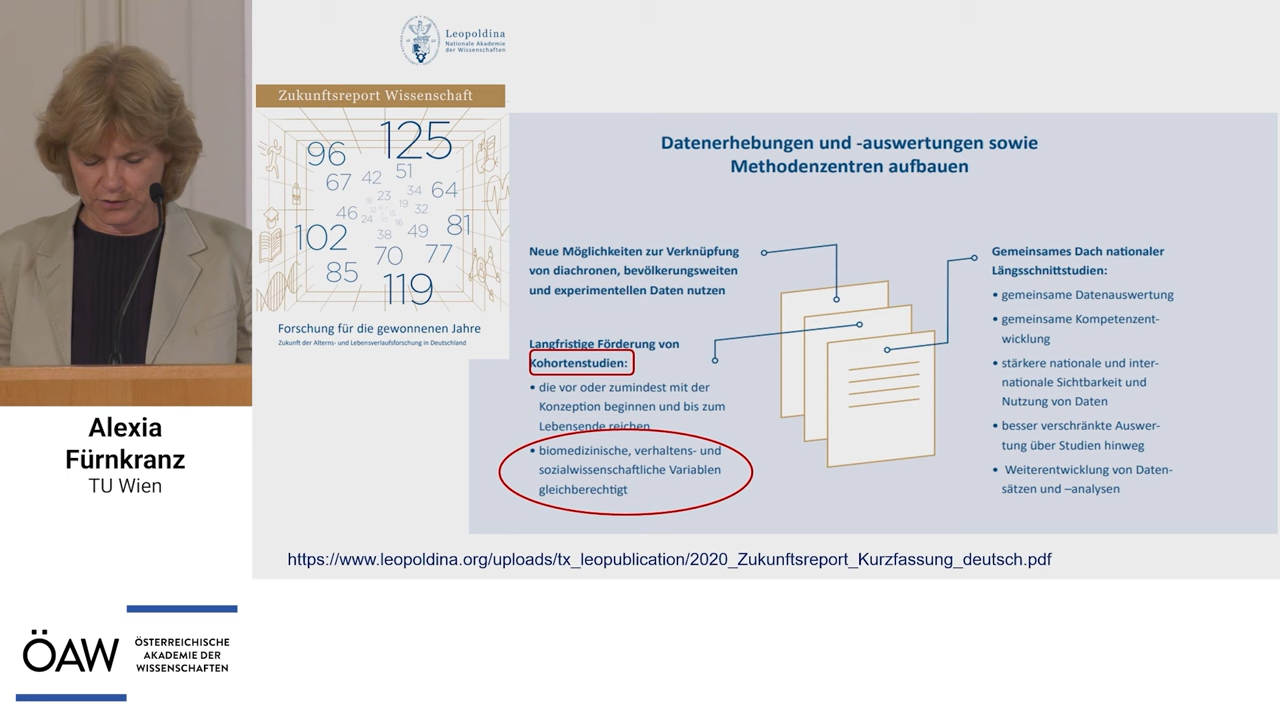 Leopoldina
Nationale Akademie
der Wissenschaften
Zukunftsreport Wissenschaft
125
96
51
67
42
64
34
23
19
46
32
24
81
102
38
49
70
77
85
119
Forschung für die gewonnenen Jahre
Zukunft der Alterns- und Lebensverlaufsforschung in Deutschland
Datenerhebungen und -auswertungen sowie
Methodenzentren aufbauen
Neue Möglichkeiten zur Verknüpfung
von diachronen, bevölkerungsweiten
und experimentellen Daten nutzen
Langfristige Förderung von
Kohortenstudien:
• die vor oder zumindest mit der
Konzeption beginnen und bis zum
Lebensende reichen
• biomedizinische, verhaltens- und
sozialwissenschaftliche Variablen
gleichberechtigt
Gemeinsames Dach nationaler
Längsschnittstudien:
• gemeinsame Datenauswertung
• gemeinsame Kompetenzent-
wicklung
• stärkere nationale und inter-
nationale Sichtbarkeit und
Nutzung von Daten
• besser verschränkte Auswer-
tung über Studien hinweg
• Weiterentwicklung von Daten-
sätzen und –analysen
https://www.leopoldina.org/uploads/tx_leopublication/2020_Zukunftsreport_Kurzfassung_deutsch.pdf
Alexia
Fürnkranz
TU Wien
ÖAW
ÖSTERREICHISCHE
AKADEMIE DER
WISSENSCHAFTEN